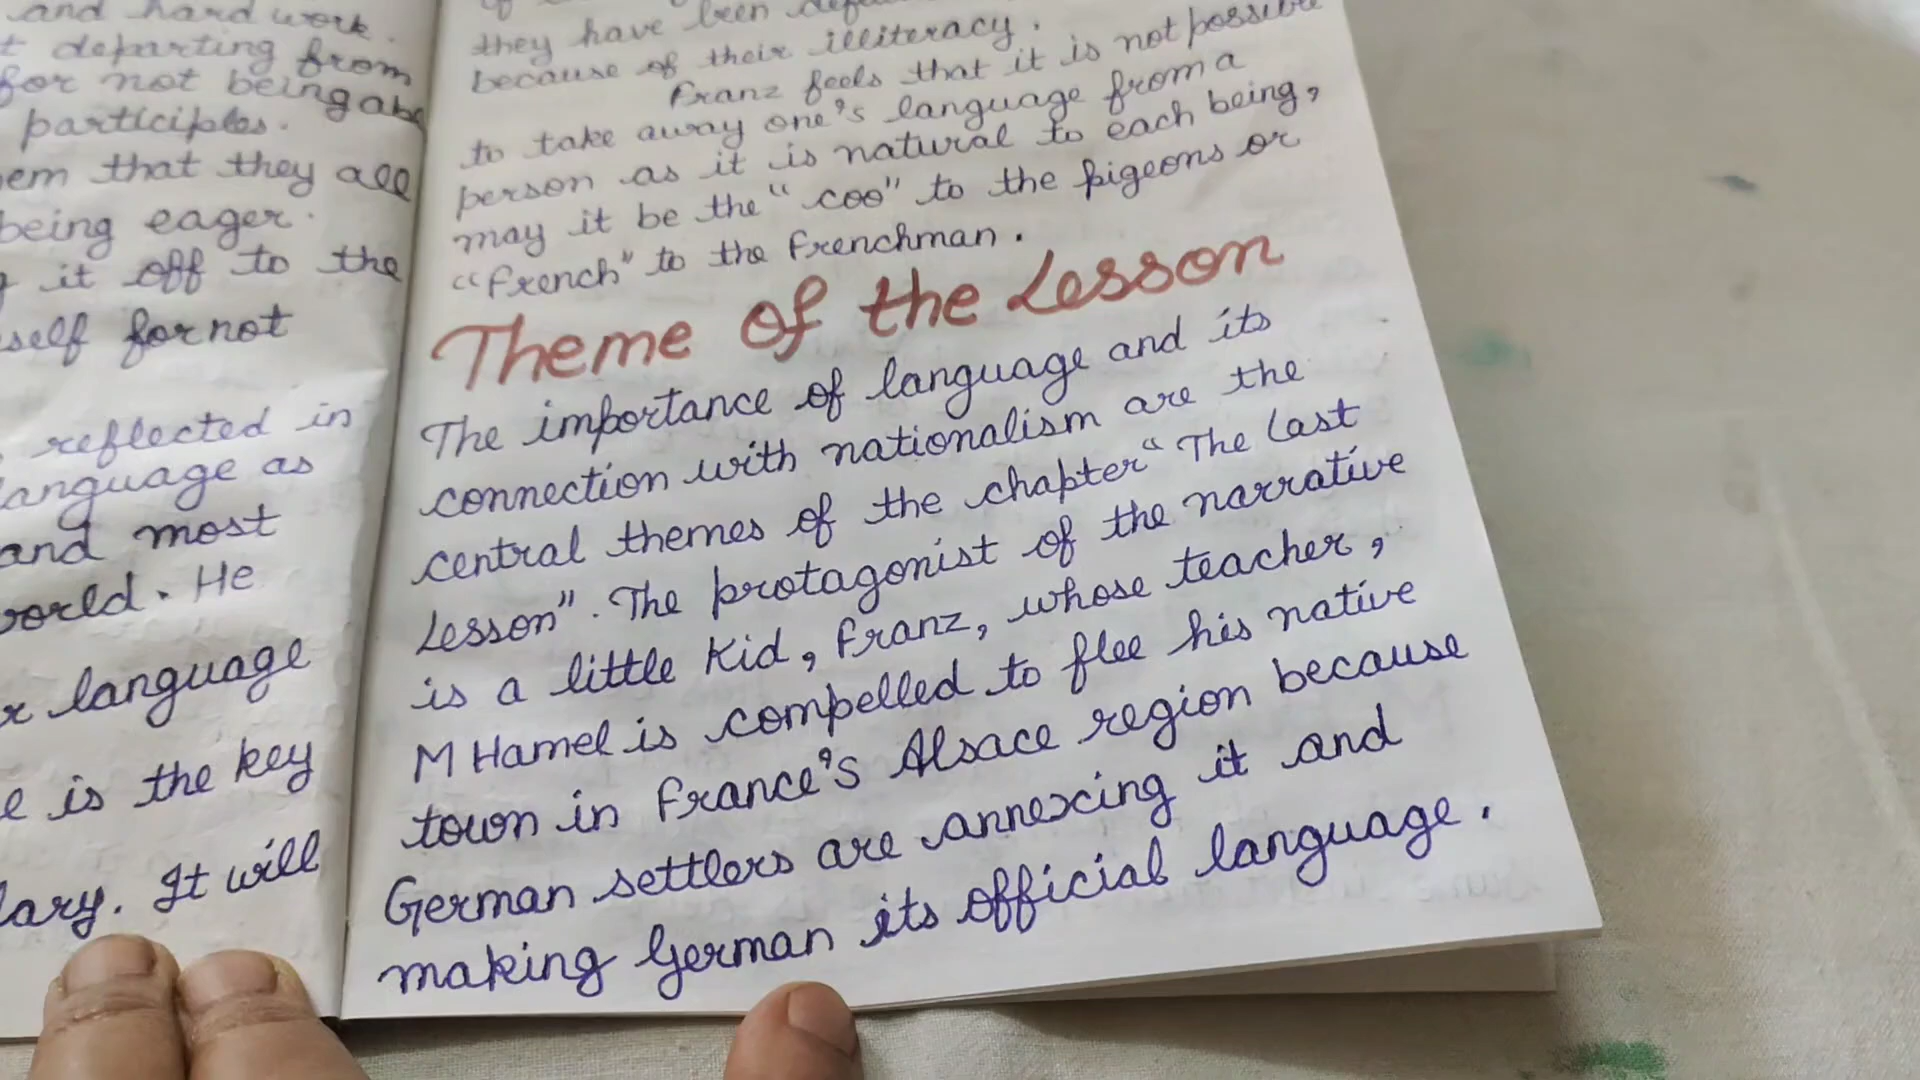 and hard work.
t departing from
for not being
participles.
em that they all
being eager.
it off to the
self for not
reflected in
language as
and most
world. He
r language
e is the key
lary. It will
they have been
because of their illiteracy.
Franz feels that it is not possible
to take away one's language from a
person as it is natural to each being,
may it be the "coo" to the pigeons or
"French" to the Frenchman.
Theme of the Lesson
The importance of language and its
connection with nationalism are the
central themes of the chapter "The Last
Lesson". The protagonist of the narrative
is a little kid, Franz, whose teacher,
M Hamel is compelled to flee his native
town in France's Alsace region because
German settlers are annexing it and
making German its official language.